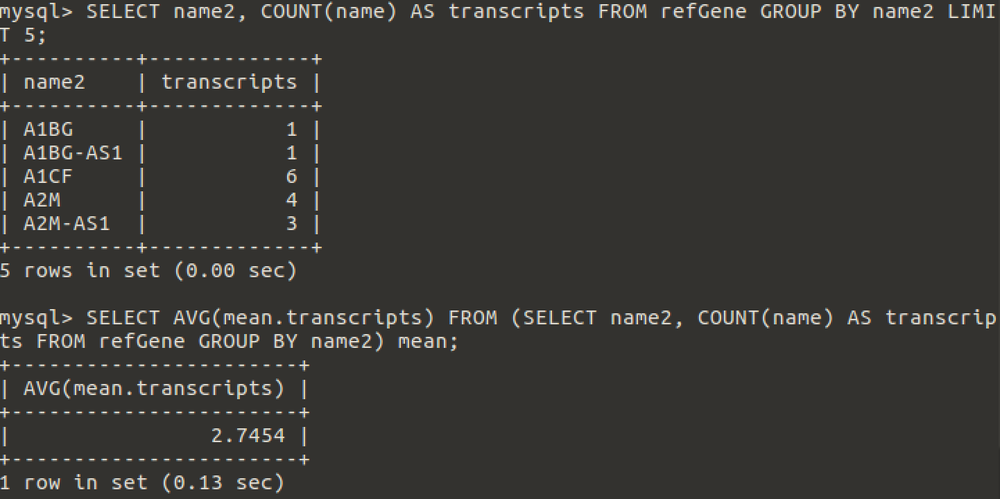 mysql> SELECT name2, COUNT(name) AS transcripts FROM refGene GROUP BY name2 LIMI
T 5;
+----------+-------------+
| name2    | transcripts |
+----------+-------------+
| A1BG     |           1 |
| A1BG-AS1 |           1 |
| A1CF     |           6 |
| A2M      |           4 |
| A2M-AS1  |           3 |
+----------+-------------+
5 rows in set (0.00 sec)

mysql> SELECT AVG(mean.transcripts) FROM (SELECT name2, COUNT(name) AS transcrip
ts FROM refGene GROUP BY name2) mean;
+-----------------------+
| AVG(mean.transcripts) |
+-----------------------+
|                2.7454 |
+-----------------------+
1 row in set (0.13 sec)